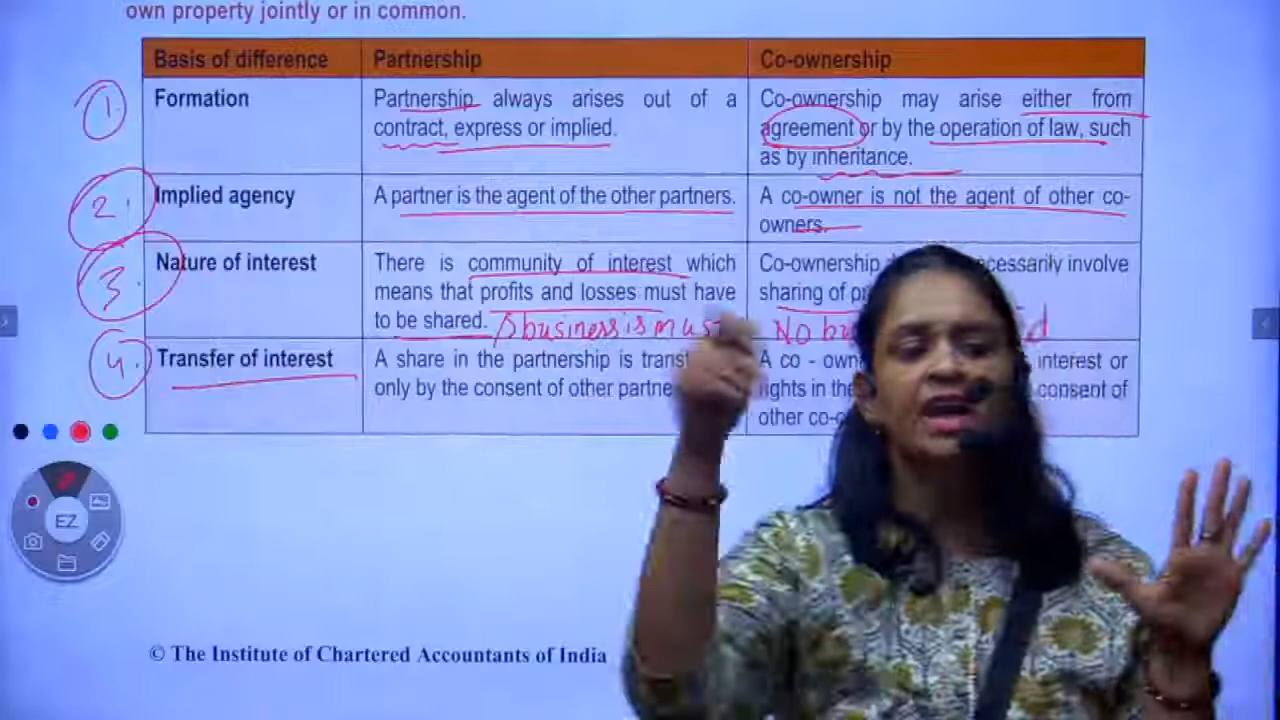 own property jointly or in common.
Basis of difference Partnership Co-ownership
1.
Formation
Partnership always arises out of a
contract, express or implied.
Co-ownership may arise either from
agreement or by the operation of law, such
as by inheritance.
2.
Implied agency
A partner is the agent of the other partners.
A co-owner is not the agent of other co-
owners.
3.
Nature of interest
There is community of interest which
means that profits and losses must have
to be shared.
business is must
Co-ownership
involve
sharing of
No
4.
Transfer of interest
A share in the partnership is
only by the consent of other
A co -
interest or
rights in the
consent of
other
EZ
© The Institute of Chartered Accountants of India